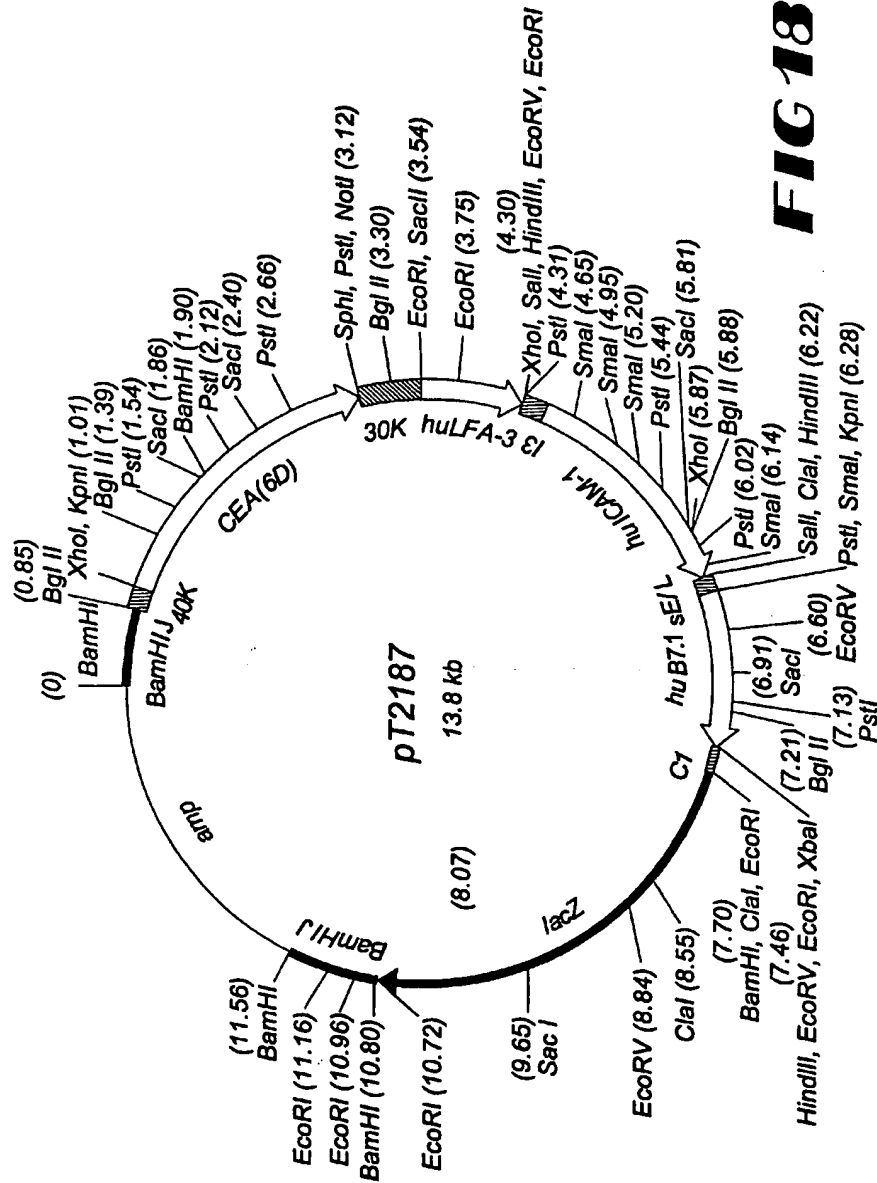 (0)
BamHI
(0.85)
Bgl II
XhoI, KpnI (1.01)
Bgl II (1.39)
PstI (1.54)
SacI (1.86)
BamHI (1.90)
PstI (2.12)
SacI (2.40)
PstI (2.66)
SphI, PstI, NotI (3.12)
Bgl II (3.30)
EcoRI, SacII (3.54)
EcoRI (3.75)
(4.30)
XhoI, SalI, HindIII, EcoRV, EcoRI
PstI (4.31)
SmaI (4.65)
SmaI (4.95)
SmaI (5.20)
PstI (5.44)
SacI (5.81)
XhoI (5.87)
Bgl II (5.88)
PstI (6.02)
SmaI (6.14)
SalI, ClaI, HindIII (6.22)
PstI, SmaI, KpnI (6.28)
(6.60)
EcoRV
(6.91)
SacI
(7.13)
PstI
(7.21)
Bgl II
(7.46)
HindIII, EcoRV, EcoRI, XbaI
(7.70)
BamHI, ClaI, EcoRI
ClaI (8.55)
EcoRV (8.84)
(9.65)
Sac I
EcoRI (10.72)
BamHI (10.80)
EcoRI (10.96)
EcoRI (11.16)
(11.56)
BamHI
BamHIJ
40K
CEA(6D)
30K
huLFA-3
I3
huICAM-1
sE/L
hu B7.1
C1
lacZ
(8.07)
BamHIJ
amp
pT2187
13.8 kb
FIG 18